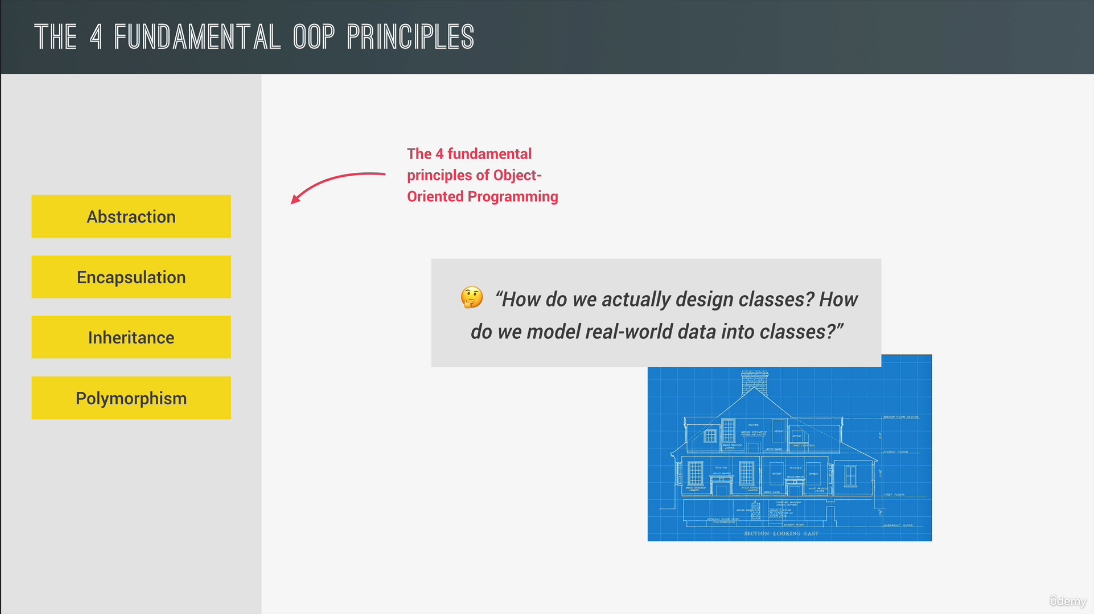 THE 4 FUNDAMENTAL OOP PRINCIPLES
The 4 fundamental
principles of Object-
Oriented Programming
Abstraction
Encapsulation
Inheritance
Polymorphism
🤔 “How do we actually design classes? How
do we model real-world data into classes?”
SECTION LOOKING EAST
ûdemy